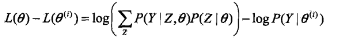 L(θ) − L(θ^{(i)}) = log(∑_Z P(Y | Z,θ)P(Z | θ)) − log P(Y | θ^{(i)})